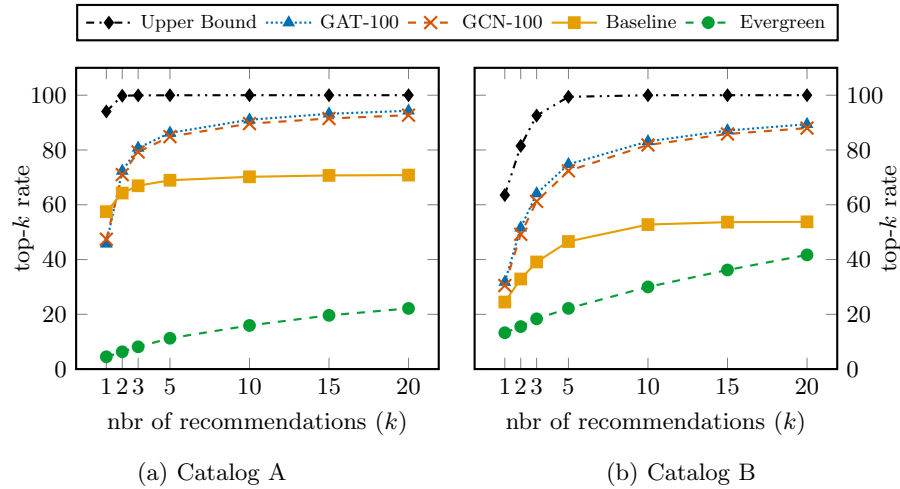 Upper Bound GAT-100 GCN-100 Baseline Evergreen
100
80
60
40
20
0
top-k rate
1 2 3 5 10 15 20
nbr of recommendations (k)
(a) Catalog A
100
80
60
40
20
0
top-k rate
1 2 3 5 10 15 20
nbr of recommendations (k)
(b) Catalog B